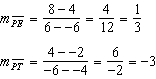 m_{\overline{PE}} = \frac{8-4}{6--6} = \frac{4}{12} = \frac{1}{3}
m_{\overline{PT}} = \frac{4--2}{-6--4} = \frac{6}{-2} = -3